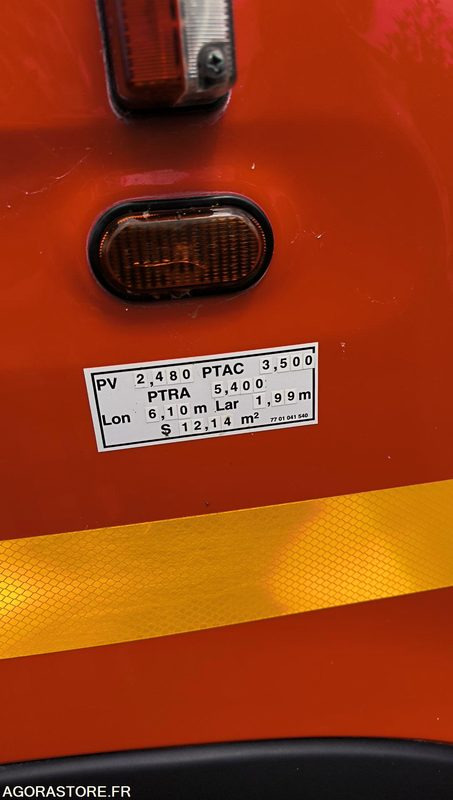 PV 2,480 PTAC 3,500
PTRA 5,400
Lon 6,10 m Lar 1,99 m
S 12,14 m²
77 01 041 540
AGORASTORE.FR